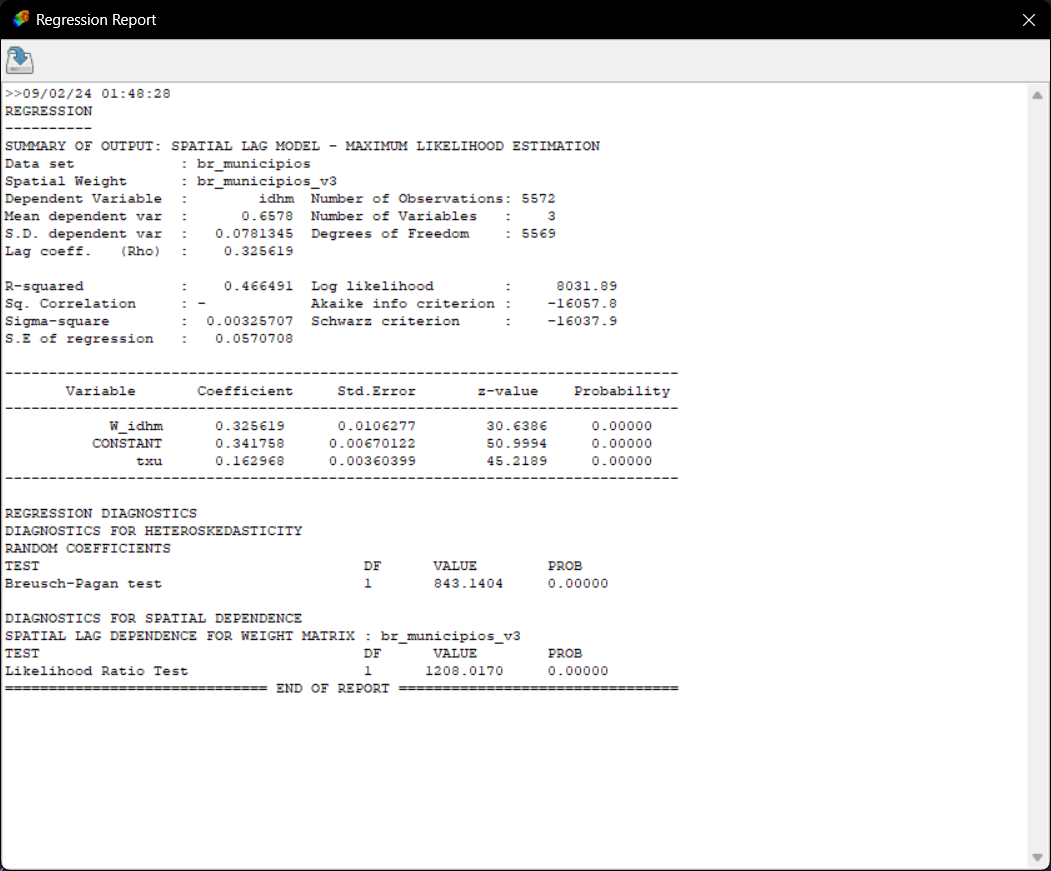 Regression Report
>>09/02/24 01:48:28
REGRESSION
----------
SUMMARY OF OUTPUT: SPATIAL LAG MODEL - MAXIMUM LIKELIHOOD ESTIMATION
Data set            : br_municipios
Spatial Weight      : br_municipios_v3
Dependent Variable  :        idhm  Number of Observations: 5572
Mean dependent var  :      0.6578  Number of Variables   :    3
S.D. dependent var  :   0.0781345  Degrees of Freedom    : 5569
Lag coeff.   (Rho)  :    0.325619

R-squared           :    0.466491  Log likelihood        :     8031.89
Sq. Correlation     : -            Akaike info criterion :    -16057.8
Sigma-square        :  0.00325707  Schwarz criterion     :    -16037.9
S.E of regression   :   0.0570708

-----------------------------------------------------------------------------
       Variable       Coefficient     Std.Error       z-value    Probability
-----------------------------------------------------------------------------
            W_idhm      0.325619      0.0106277        30.6386     0.00000
          CONSTANT      0.341758     0.00670122        50.9994     0.00000
               txu      0.162968     0.00360399        45.2189     0.00000
-----------------------------------------------------------------------------

REGRESSION DIAGNOSTICS
DIAGNOSTICS FOR HETEROSKEDASTICITY
RANDOM COEFFICIENTS
TEST                                     DF      VALUE        PROB
Breusch-Pagan test                       1       843.1404     0.00000

DIAGNOSTICS FOR SPATIAL DEPENDENCE
SPATIAL LAG DEPENDENCE FOR WEIGHT MATRIX : br_municipios_v3
TEST                                     DF      VALUE        PROB
Likelihood Ratio Test                    1      1208.0170     0.00000
============================== END OF REPORT ================================